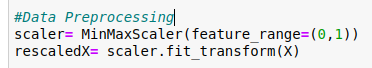 #Data Preprocessing
scaler= MinMaxScaler(feature_range=(0,1))
rescaledX= scaler.fit_transform(X)